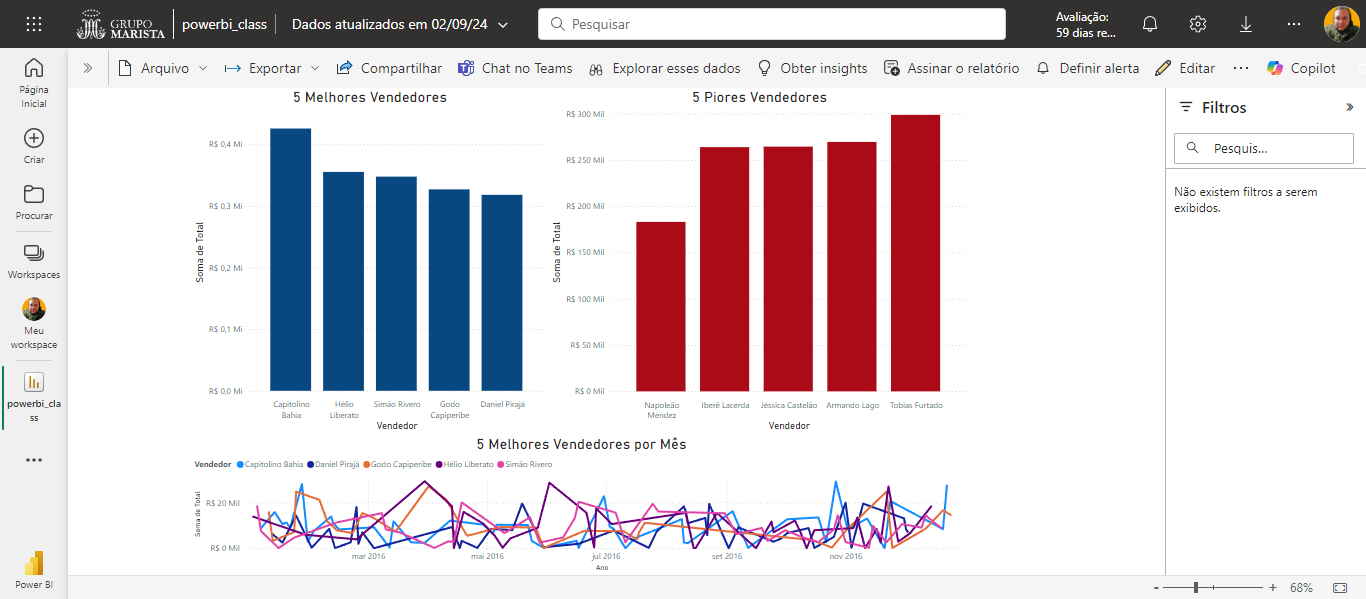 GRUPO
MARISTA
powerbi_class
Dados atualizados em 02/09/24
Pesquisar
Avaliação:
59 dias re...
Página
Inicial
Criar
Procurar
Workspaces
Meu
workspace
powerbi_cla
ss
Power BI
Arquivo
Exportar
Compartilhar
Chat no Teams
Explorar esses dados
Obter insights
Assinar o relatório
Definir alerta
Editar
Copilot
5 Melhores Vendedores
Soma de Total
R$ 0,4 Mi
R$ 0,3 Mi
R$ 0,2 Mi
R$ 0,1 Mi
R$ 0,0 Mi
Capitolino
Bahía
Hélio
Liberato
Simão Rivero
Godo
Capiperibe
Daniel Pirajá
Vendedor
5 Piores Vendedores
Soma de Total
R$ 300 Mil
R$ 250 Mil
R$ 200 Mil
R$ 150 Mil
R$ 100 Mil
R$ 50 Mil
R$ 0 Mil
Napoleão
Méndez
Iberê Lacerda
Jéssica Castelão
Armando Lago
Tobias Furtado
Vendedor
5 Melhores Vendedores por Mês
Vendedor Capitolino Bahia Daniel Pirajá Godo Capiperibe Hélio Liberato Simão Rivero
Soma de Total
R$ 20 Mil
R$ 0 Mil
mar 2016 mai 2016 jul 2016 set 2016 nov 2016
Ano
Filtros
Pesquis...
Não existem filtros a serem
exibidos.
- + 68%